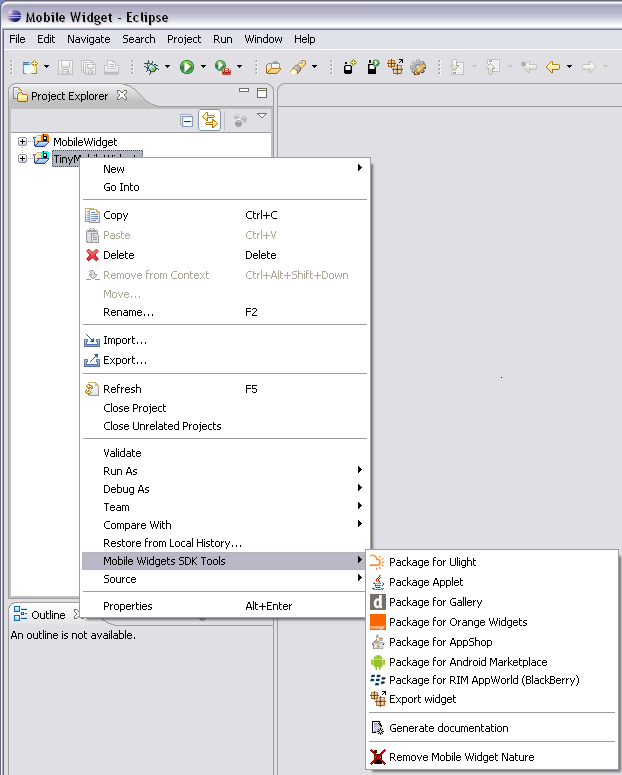 Mobile Widget - Eclipse
File Edit Navigate Search Project Run Window Help
Project Explorer
MobileWidget
New
Go Into
Copy Ctrl+C
Paste Ctrl+V
Delete Delete
Remove from Context Ctrl+Alt+Shift+Down
Move...
Rename... F2
Import...
Export...
Refresh F5
Close Project
Close Unrelated Projects
Validate
Run As
Debug As
Team
Compare With
Restore from Local History...
Mobile Widgets SDK Tools
Source
Properties Alt+Enter
Package for Ulight
Package Applet
Package for Gallery
Package for Orange Widgets
Package for AppShop
Package for Android Marketplace
Package for RIM AppWorld (BlackBerry)
Export widget
Generate documentation
Remove Mobile Widget Nature
Outline
An outline is not available.